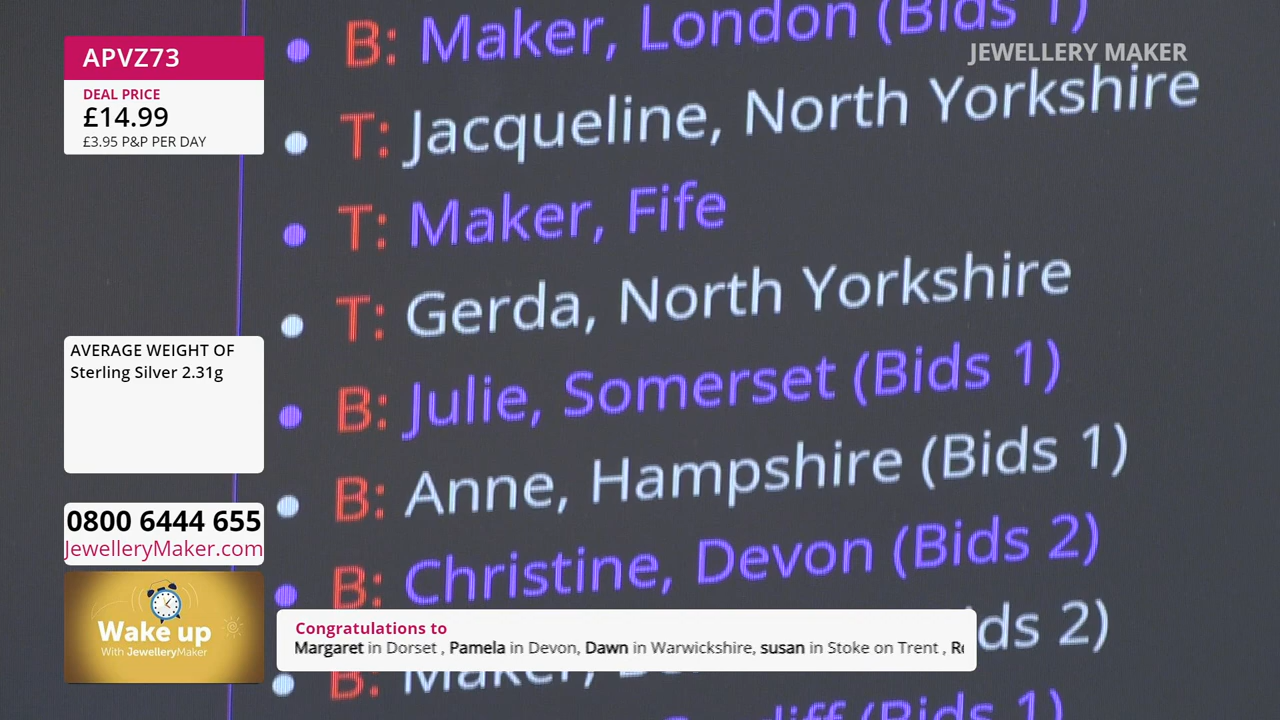 B: Maker, London (Bids 1)
JEWELLERY MAKER
APVZ73
DEAL PRICE
£14.99
£3.95 P&P PER DAY
T: Jacqueline, North Yorkshire
T: Maker, Fife
T: Gerda, North Yorkshire
AVERAGE WEIGHT OF
Sterling Silver 2.31g
B: Julie, Somerset (Bids 1)
B: Anne, Hampshire (Bids 1)
0800 6444 655
JewelleryMaker.com
B: Christine, Devon (Bids 2)
Wake up
With JewelleryMaker
Congratulations to
Margaret in Dorset , Pamela in Devon, Dawn in Warwickshire, susan in Stoke on Trent ,
2)
B: Maker,
(Bids 1)